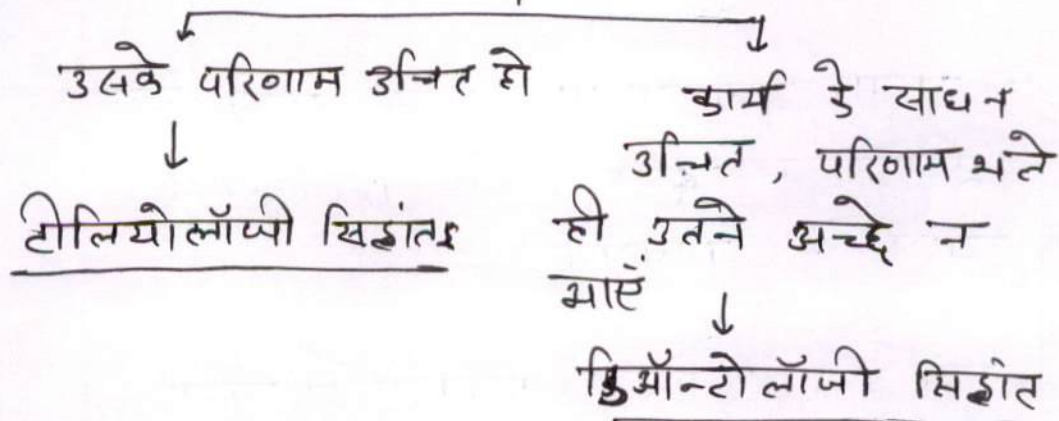 उसके परिणाम उचित हो
↓
टीलियोलॉजी सिद्धांत
कार्य के साधन
उचित, परिणाम भले
ही उतने अच्छे न
आएं
↓
डिऑन्टोलॉजी सिद्धांत